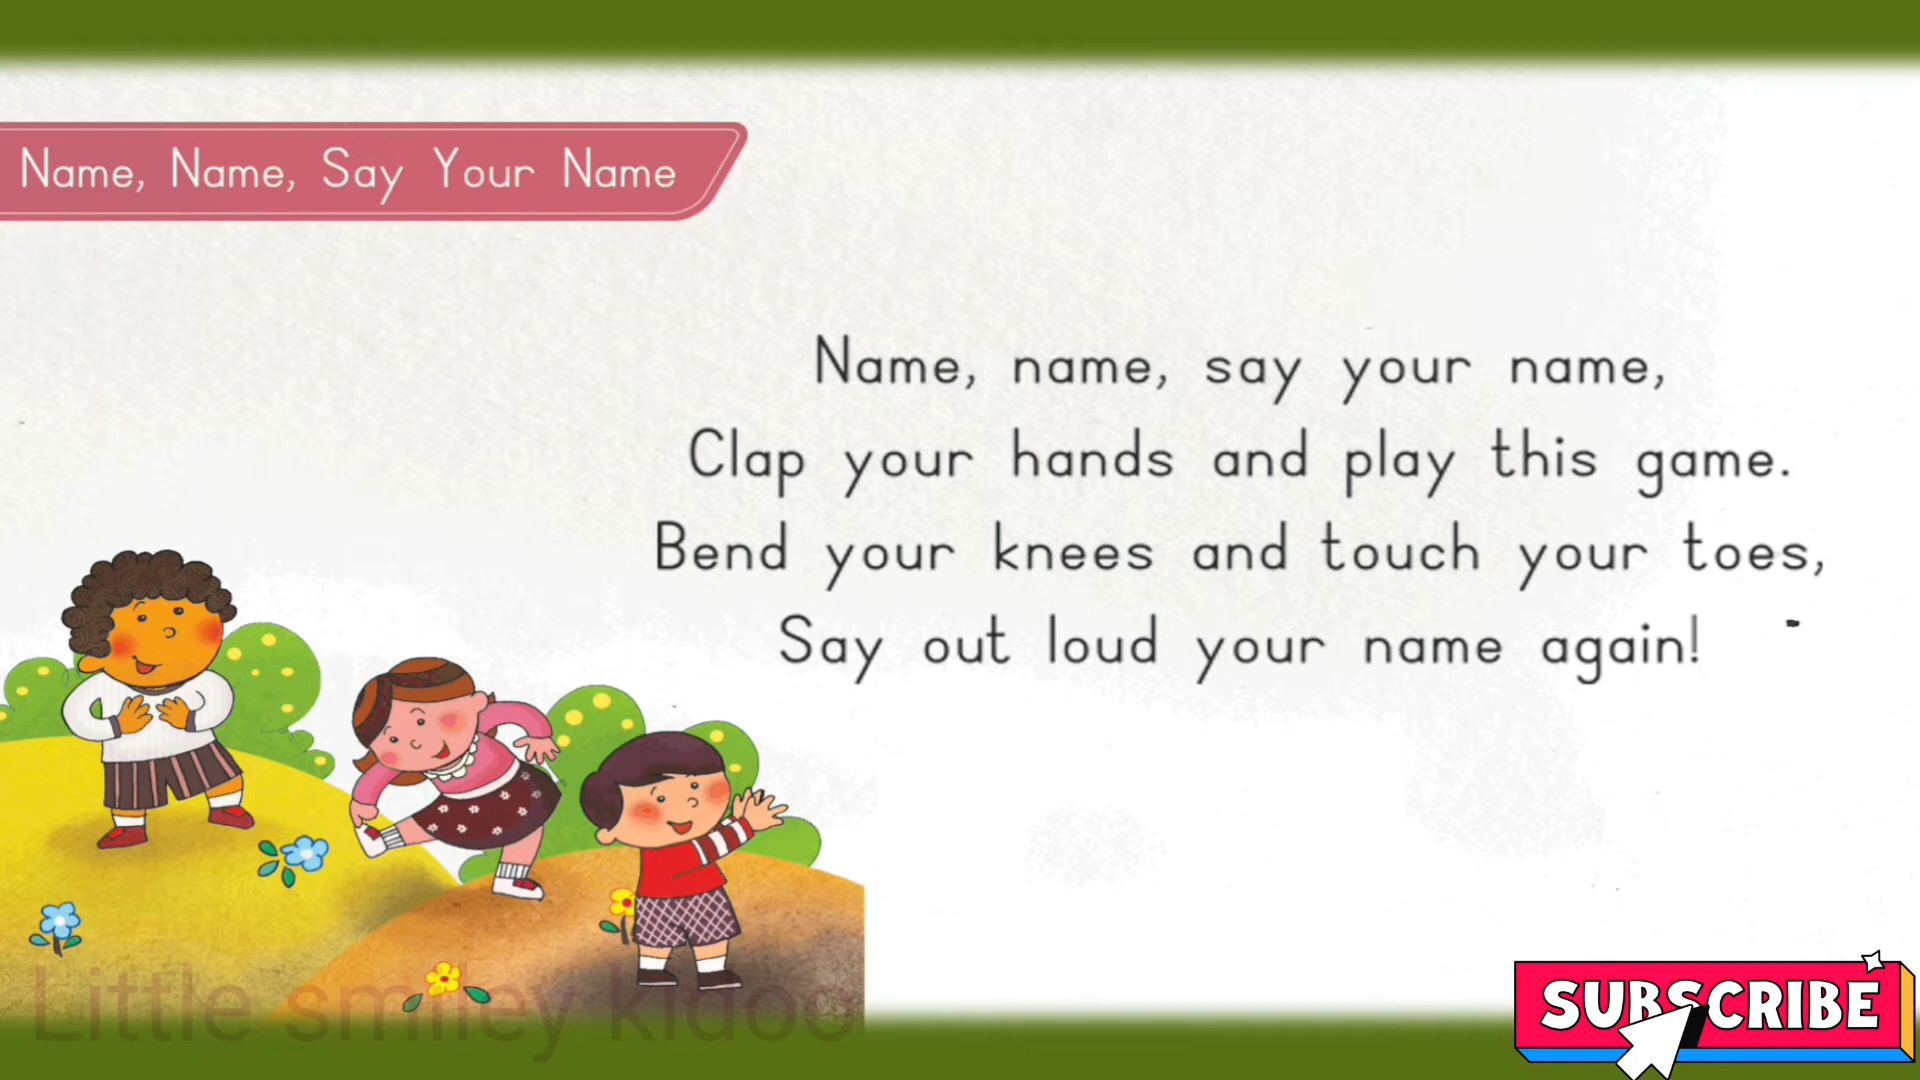 Name, Name, Say Your Name
Name, name, say your name,
Clap your hands and play this game.
Bend your knees and touch your toes,
Say out loud your name again!
Little smiley kidoo
SUBSCRIBE